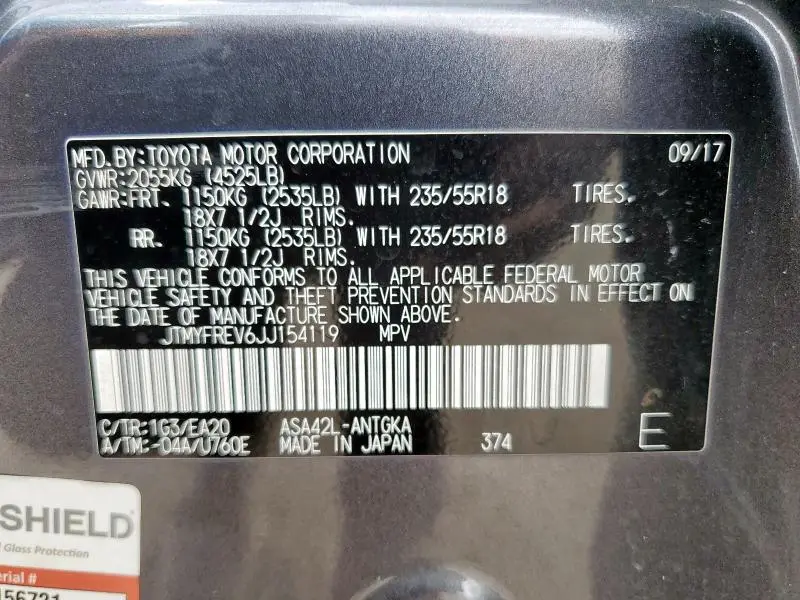 MFD.BY:TOYOTA MOTOR CORPORATION 09/17
GVWR:2055KG (4525LB)
GAWR:FRT. 1150KG (2535LB) WITH 235/55R18 TIRES.
18X7 1/2J RIMS.
RR. 1150KG (2535LB) WITH 235/55R18 TIRES.
18X7 1/2J RIMS.
THIS VEHICLE CONFORMS TO ALL APPLICABLE FEDERAL MOTOR
VEHICLE SAFETY AND THEFT PREVENTION STANDARDS IN EFFECT ON
THE DATE OF MANUFACTURE SHOWN ABOVE.
JTMYFREV6JJ154119 MPV
C/TR:1G3/EA20 ASA42L-ANTGKA
A/TM:-04A/U760E MADE IN JAPAN 374 E
SHIELD
Glass Protection
erial #